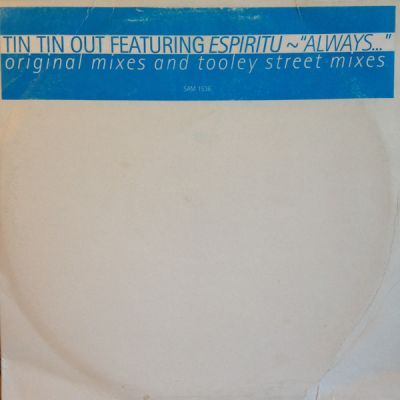 TIN TIN OUT FEATURING ESPIRITU ~ "ALWAYS..."
original mixes and tooley street mixes
SAM 1536